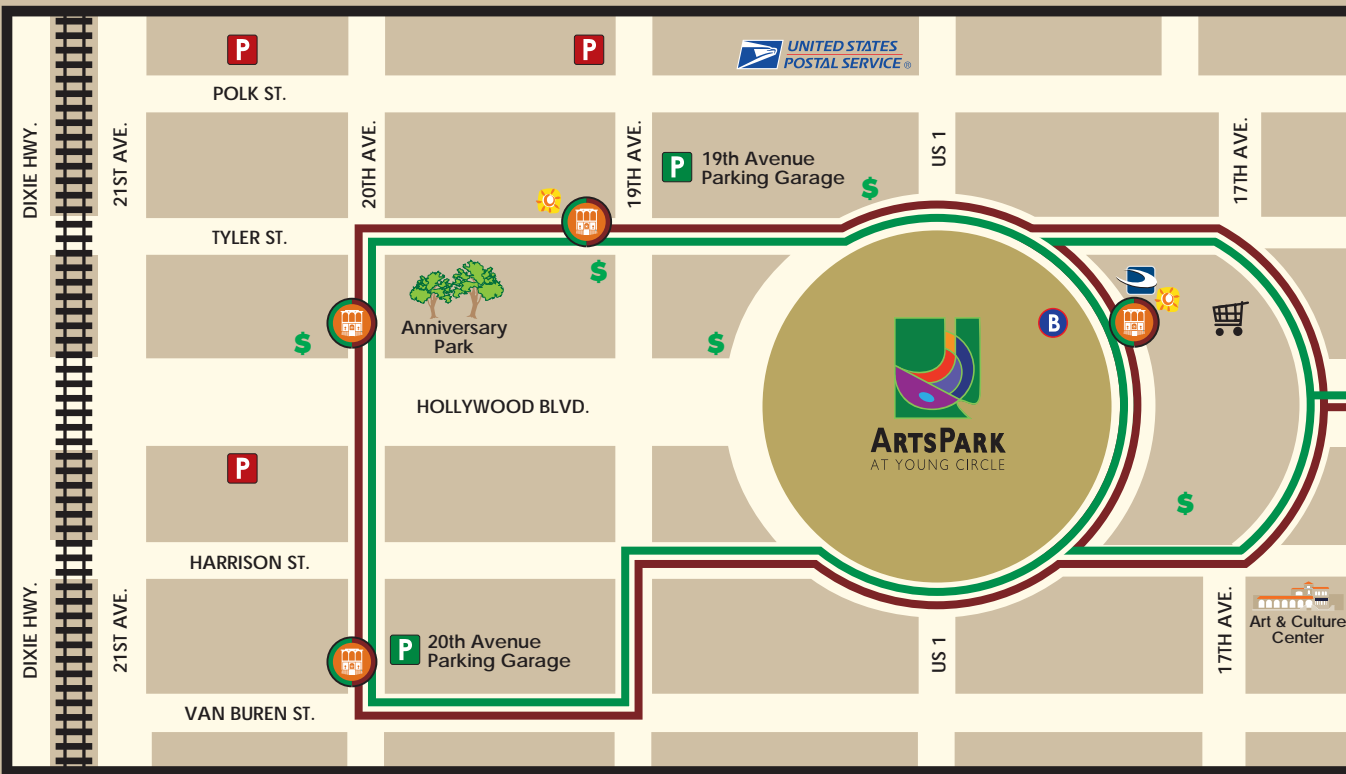 P
P
UNITED STATES
POSTAL SERVICE ®
POLK ST.
DIXIE HWY.
21ST AVE.
20TH AVE.
19TH AVE.
P
19th Avenue
Parking Garage
$
US 1
17TH AVE.
TYLER ST.
$
Anniversary
Park
$
$
B
HOLLYWOOD BLVD.
ARTSPARK
AT YOUNG CIRCLE
P
$
HARRISON ST.
DIXIE HWY.
21ST AVE.
P
20th Avenue
Parking Garage
US 1
17TH AVE.
Art & Culture
Center
VAN BUREN ST.